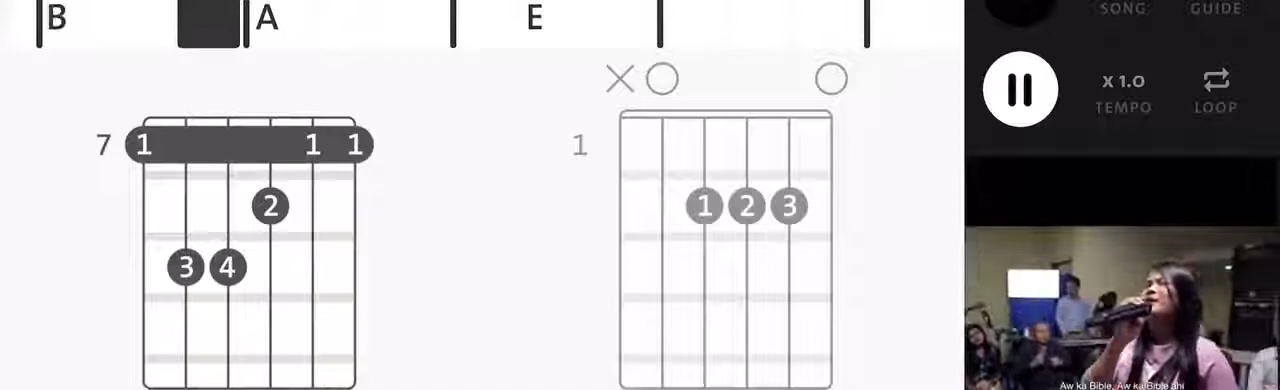 B A E
SONG GUIDE
X 1.0
TEMPO LOOP
7 1 1 1
2
3 4
1
1 2 3
Aw ka Bible, Aw ka Bible ahi